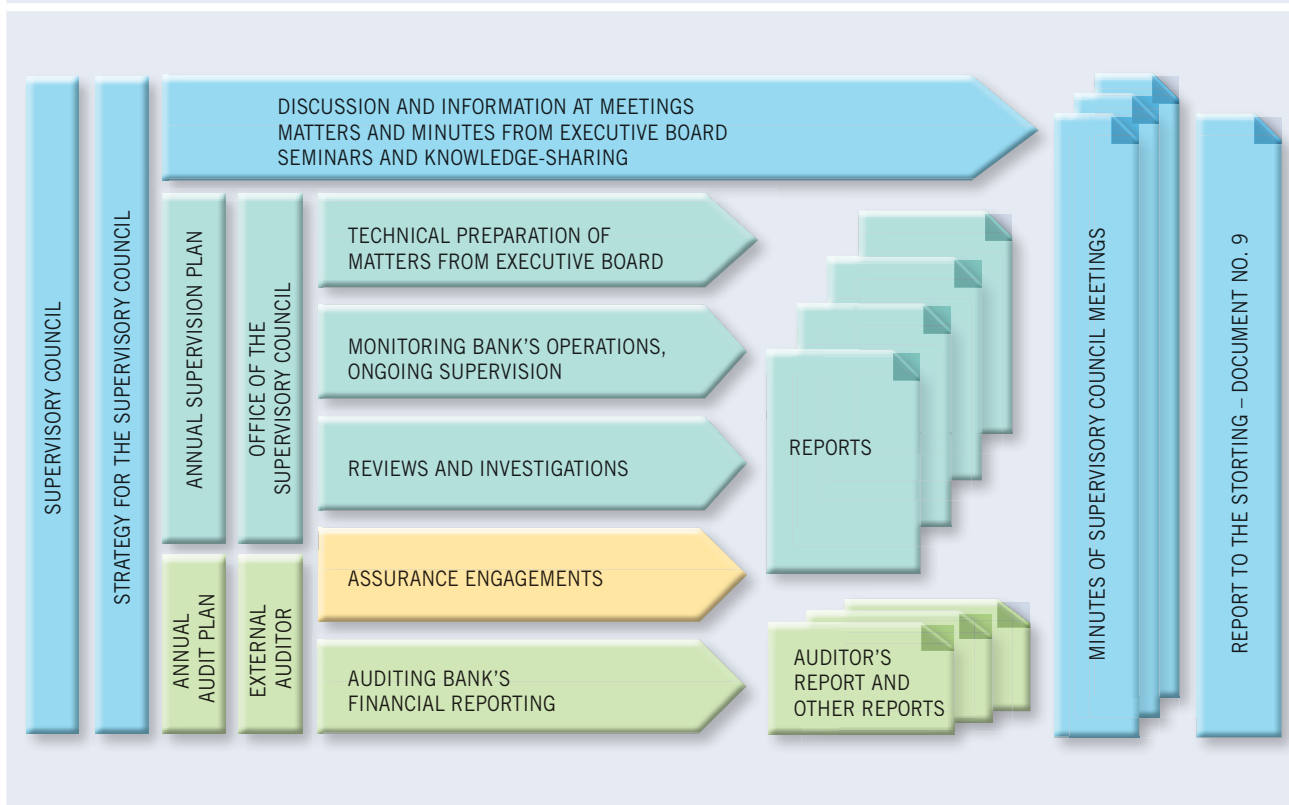 SUPERVISORY COUNCIL
STRATEGY FOR THE SUPERVISORY COUNCIL
DISCUSSION AND INFORMATION AT MEETINGS
MATTERS AND MINUTES FROM EXECUTIVE BOARD
SEMINARS AND KNOWLEDGE-SHARING
ANNUAL SUPERVISION PLAN
OFFICE OF THE
SUPERVISORY COUNCIL
TECHNICAL PREPARATION OF
MATTERS FROM EXECUTIVE BOARD
MONITORING BANK'S OPERATIONS,
ONGOING SUPERVISION
REVIEWS AND INVESTIGATIONS
REPORTS
ANNUAL
AUDIT PLAN
EXTERNAL
AUDITOR
ASSURANCE ENGAGEMENTS
AUDITING BANK'S
FINANCIAL REPORTING
AUDITOR'S
REPORT AND
OTHER REPORTS
MINUTES OF SUPERVISORY COUNCIL MEETINGS
REPORT TO THE STORTING – DOCUMENT NO. 9